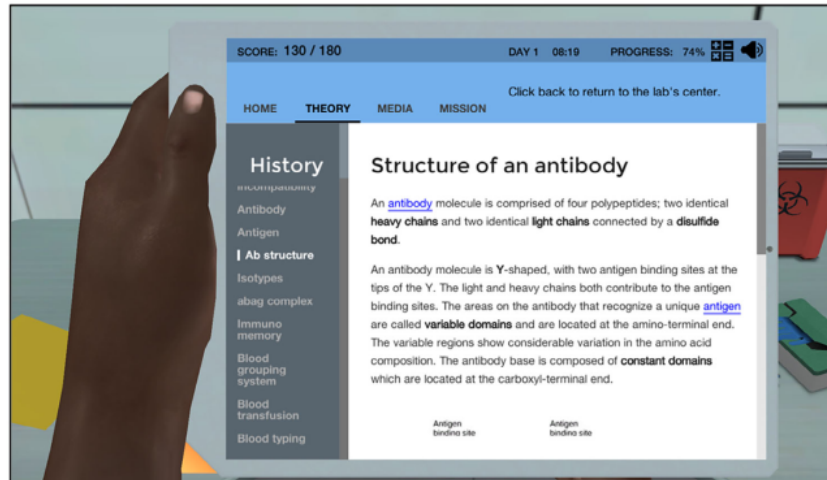 SCORE: 130 / 180
DAY 1 08:19 PROGRESS: 74%
Click back to return to the lab's center.
HOME THEORY MEDIA MISSION
History
incompatibility
Antibody
Antigen
Ab structure
Isotypes
abag complex
Immuno
memory
Blood
grouping
system
Blood
transfusion
Blood typing
Structure of an antibody
An antibody molecule is comprised of four polypeptides; two identical
heavy chains and two identical light chains connected by a disulfide
bond.
An antibody molecule is Y-shaped, with two antigen binding sites at the
tips of the Y. The light and heavy chains both contribute to the antigen
binding sites. The areas on the antibody that recognize a unique antigen
are called variable domains and are located at the amino-terminal end.
The variable regions show considerable variation in the amino acid
composition. The antibody base is composed of constant domains
which are located at the carboxyl-terminal end.
Antigen
binding site
Antigen
binding site